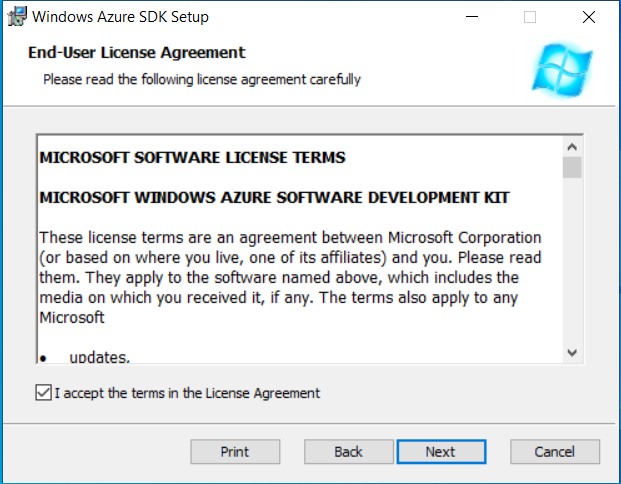 Windows Azure SDK Setup
End-User License Agreement
Please read the following license agreement carefully
MICROSOFT SOFTWARE LICENSE TERMS
MICROSOFT WINDOWS AZURE SOFTWARE DEVELOPMENT KIT
These license terms are an agreement between Microsoft Corporation
(or based on where you live, one of its affiliates) and you. Please read
them. They apply to the software named above, which includes the
media on which you received it, if any. The terms also apply to any
Microsoft
• updates,
I accept the terms in the License Agreement
Print Back Next Cancel